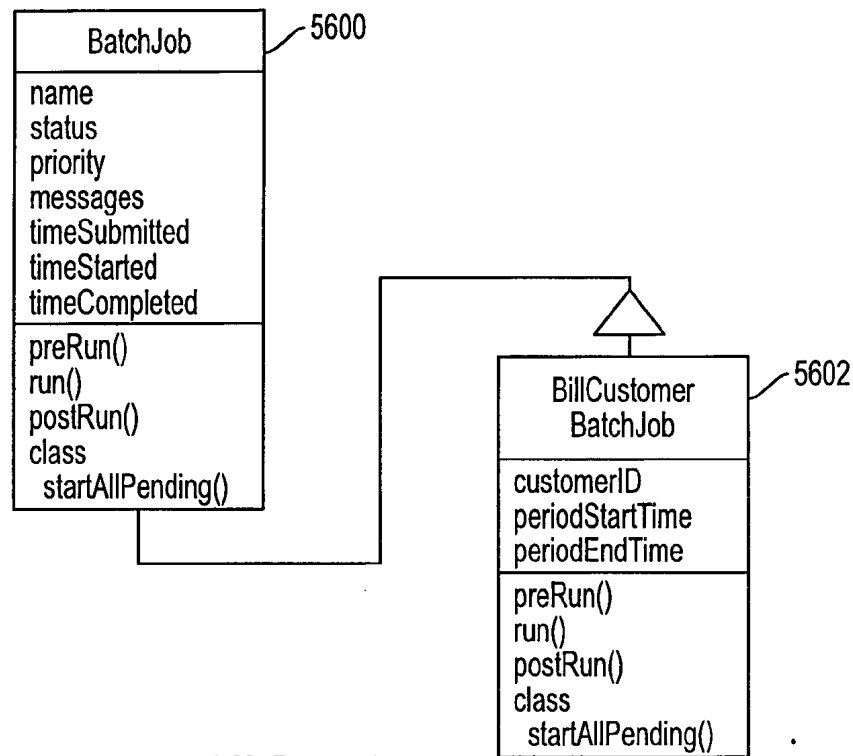 BatchJob
5600
name
status
priority
messages
timeSubmitted
timeStarted
timeCompleted
preRun()
run()
postRun()
class
startAllPending()
BillCustomer
BatchJob
5602
customerID
periodStartTime
periodEndTime
preRun()
run()
postRun()
class
startAllPending()